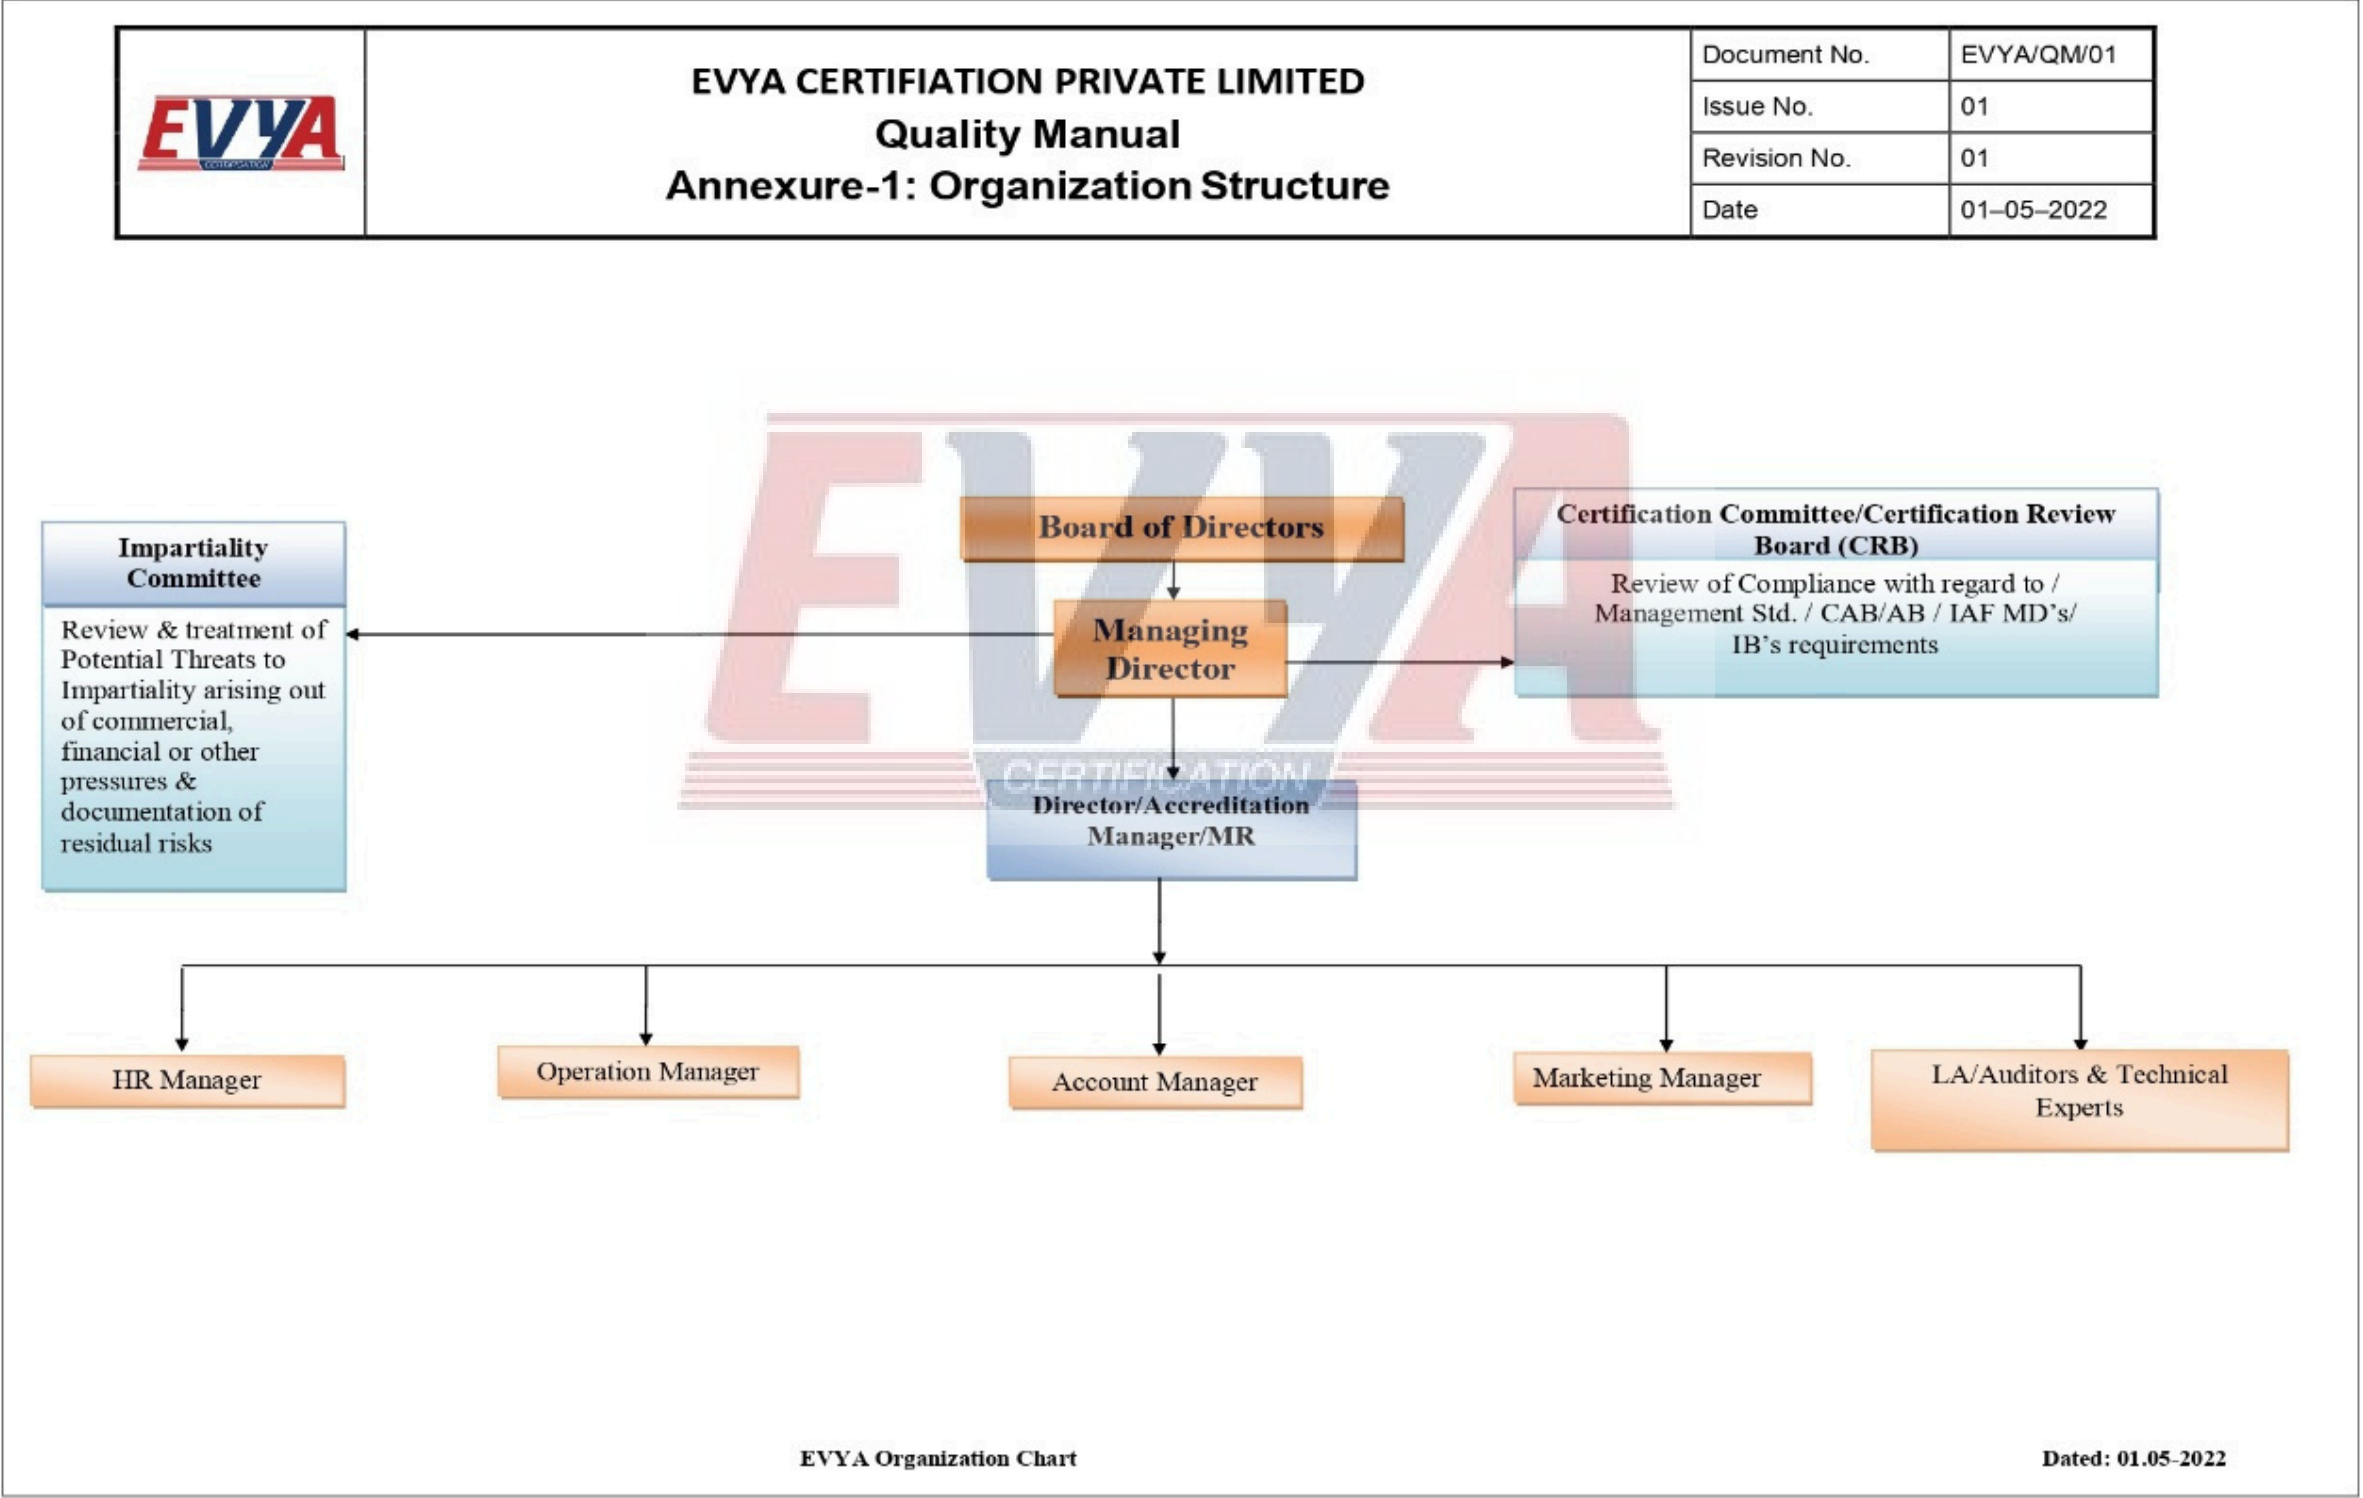 EVYA
CERTIFICATION
EVYA CERTIFIATION PRIVATE LIMITED
Quality Manual
Annexure-1: Organization Structure
Document No. EVYA/QM/01
Issue No. 01
Revision No. 01
Date 01–05–2022
EVYA
CERTIFICATION
Board of Directors
Managing
Director
Impartiality
Committee
Review & treatment of
Potential Threats to
Impartiality arising out
of commercial,
financial or other
pressures &
documentation of
residual risks
Certification Committee/Certification Review
Board (CRB)
Review of Compliance with regard to /
Management Std. / CAB/AB / IAF MD’s/
IB’s requirements
Director/Accreditation
Manager/MR
HR Manager
Operation Manager
Account Manager
Marketing Manager
LA/Auditors & Technical
Experts
EVYA Organization Chart
Dated: 01.05-2022